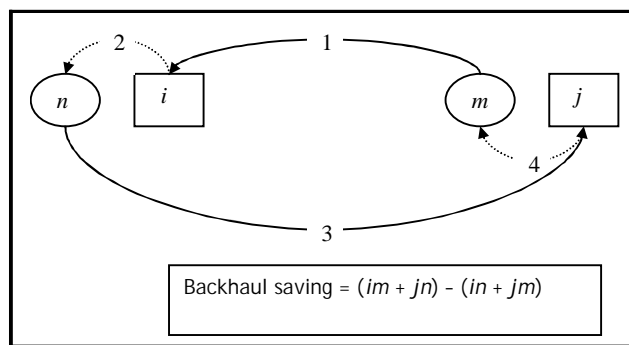 2
1
n
i
m
j
4
3
Backhaul saving = (im + jn) – (in + jm)